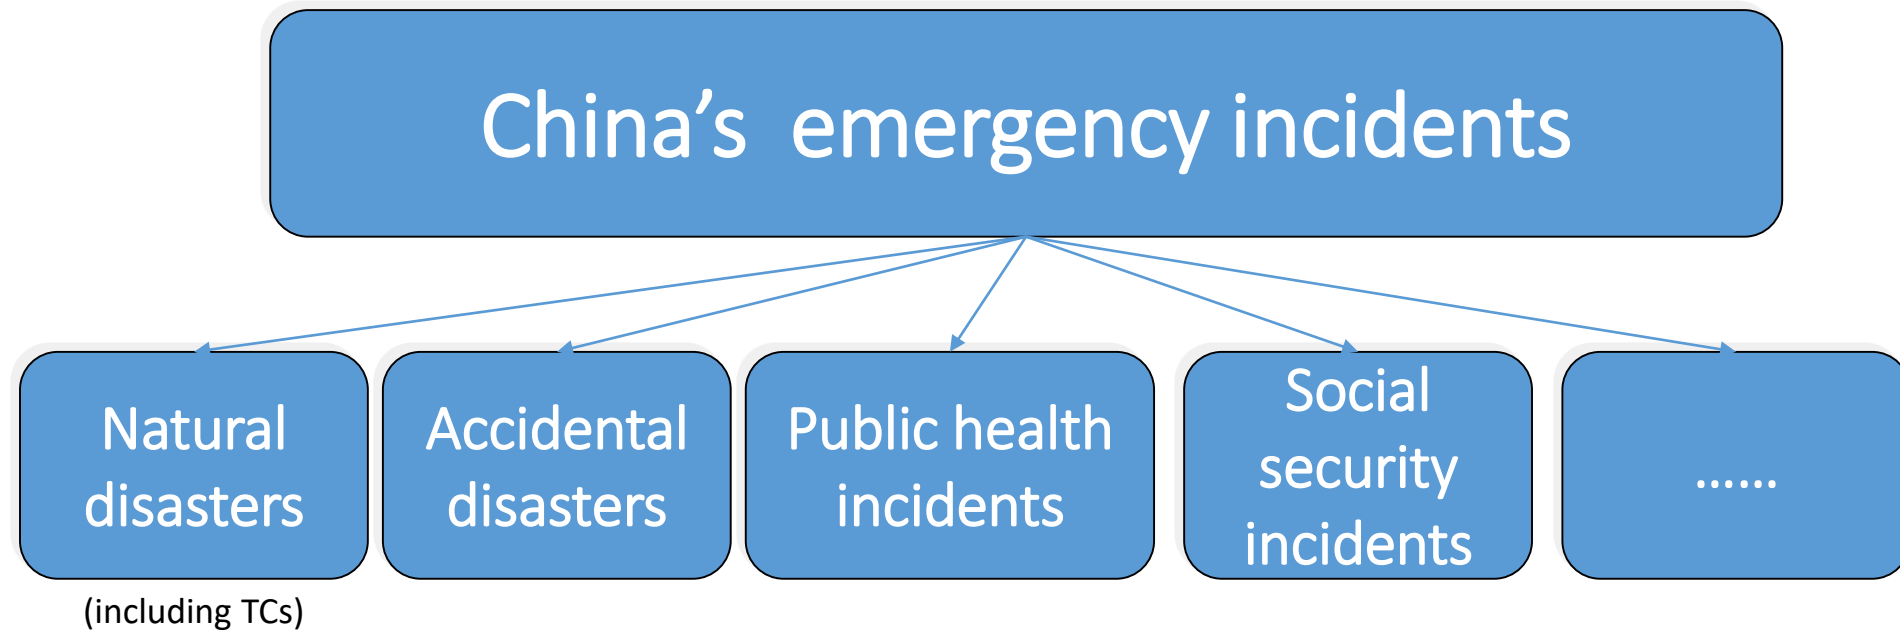 China’s  emergency incidents
Natural
disasters
Accidental
disasters
Public health
incidents
Social
security
incidents
……
(including TCs)